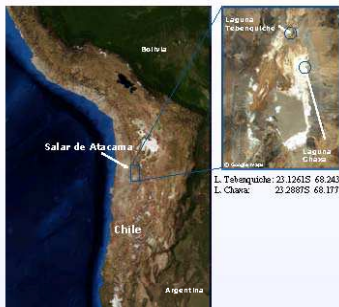 Bolivia
Salar de Atacama
Chile
Argentina
Laguna
Tebenquiche
Laguna
Chaxa
© Google maps
L. Tebenquiche: 23.1261S 68.243
L. Chaxa: 23.2887S 68.177